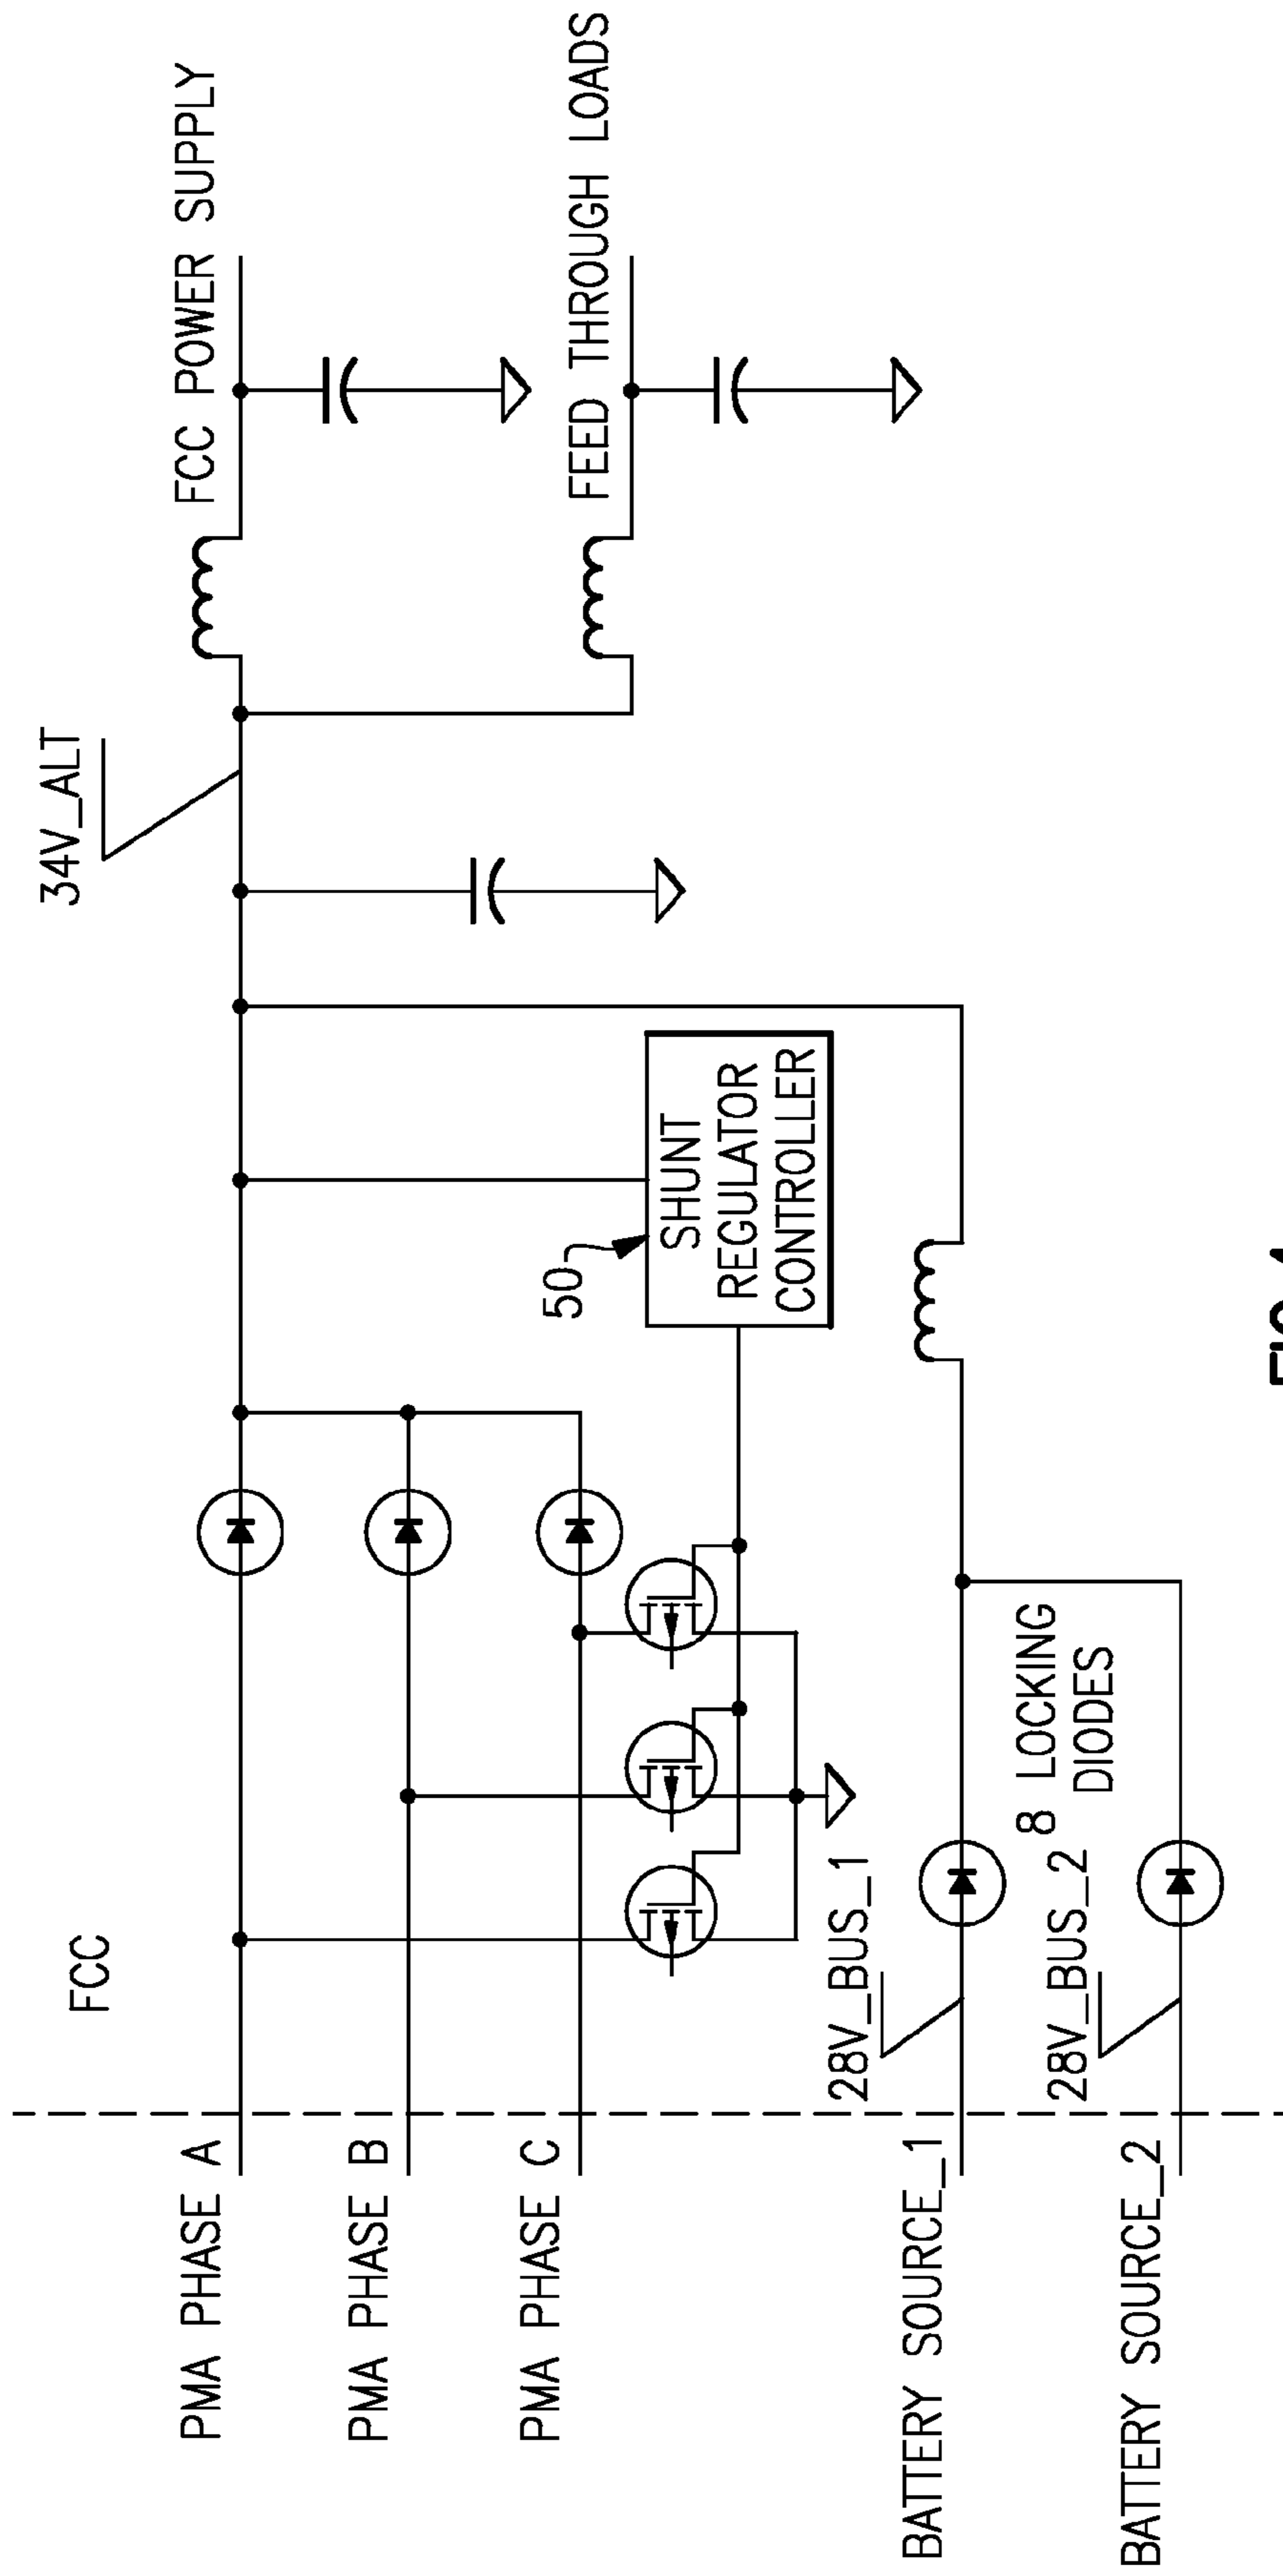 FCC
34V_ALT
PMA PHASE A
FCC POWER SUPPLY
PMA PHASE B
PMA PHASE C
FEED THROUGH LOADS
50
SHUNT
REGULATOR
CONTROLLER
28V_BUS_1
BATTERY SOURCE_1
8 LOCKING
DIODES
28V_BUS_2
BATTERY SOURCE_2